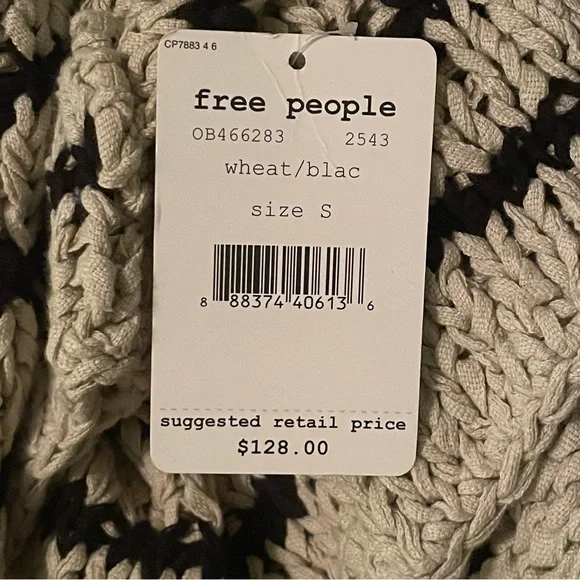 CP7883 4 6
free people
OB466283 2543
wheat/blac
size S
8 88374 40613 6
suggested retail price
$128.00